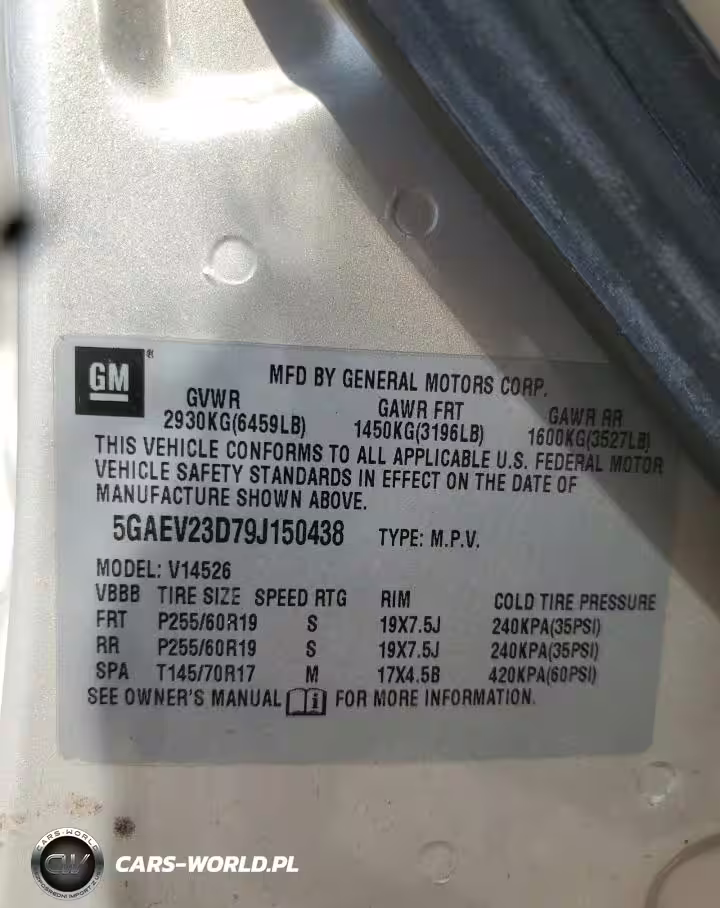 GM®
MFD BY GENERAL MOTORS CORP.
GVWR GAWR FRT GAWR RR
2930KG(6459LB) 1450KG(3196LB) 1600KG(3527LB)
THIS VEHICLE CONFORMS TO ALL APPLICABLE U.S. FEDERAL MOTOR
VEHICLE SAFETY STANDARDS IN EFFECT ON THE DATE OF
MANUFACTURE SHOWN ABOVE.
5GAEV23D79J150438 TYPE: M.P.V.
MODEL: V14526
VBBB TIRE SIZE SPEED RTG RIM COLD TIRE PRESSURE
FRT P255/60R19 S 19X7.5J 240KPA(35PSI)
RR P255/60R19 S 19X7.5J 240KPA(35PSI)
SPA T145/70R17 M 17X4.5B 420KPA(60PSI)
SEE OWNER'S MANUAL FOR MORE INFORMATION.
CARS-WORLD
CW
CARS-WORLD.PL